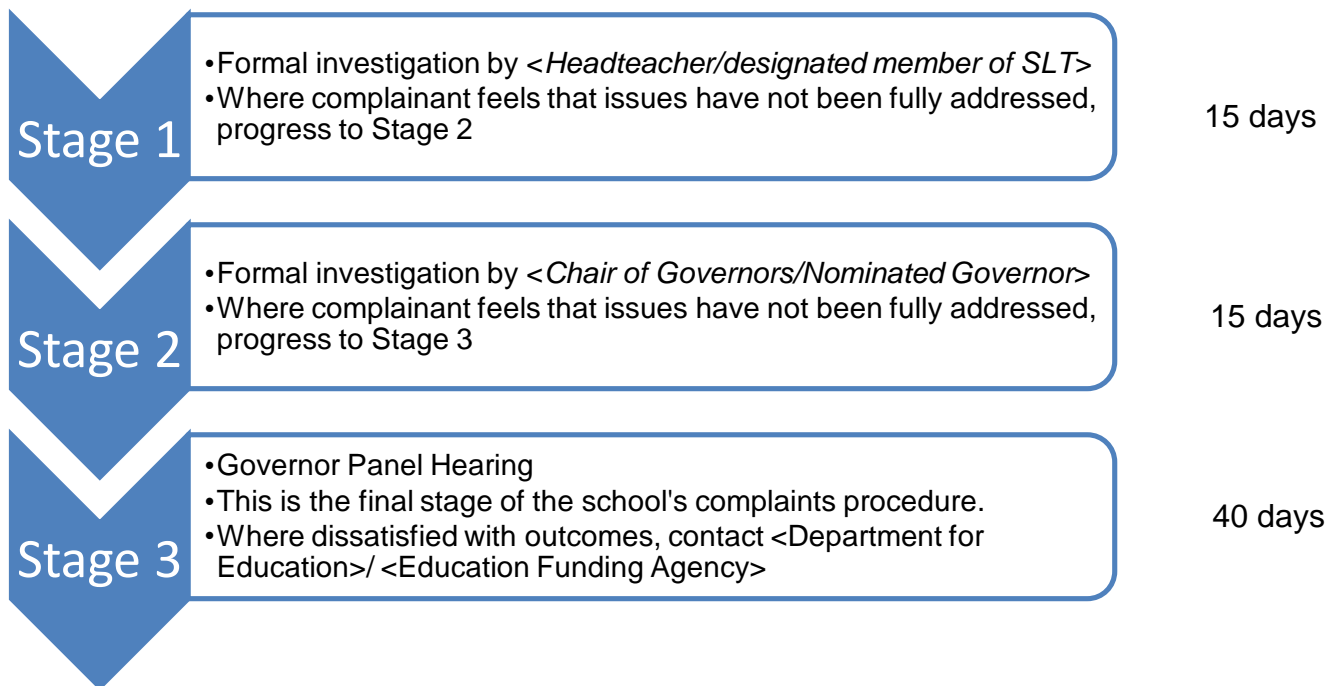 Stage 1
•Formal investigation by <Headteacher/designated member of SLT>
•Where complainant feels that issues have not been fully addressed,
progress to Stage 2
15 days
Stage 2
•Formal investigation by <Chair of Governors/Nominated Governor>
•Where complainant feels that issues have not been fully addressed,
progress to Stage 3
15 days
Stage 3
•Governor Panel Hearing
•This is the final stage of the school's complaints procedure.
•Where dissatisfied with outcomes, contact <Department for
Education>/ <Education Funding Agency>
40 days